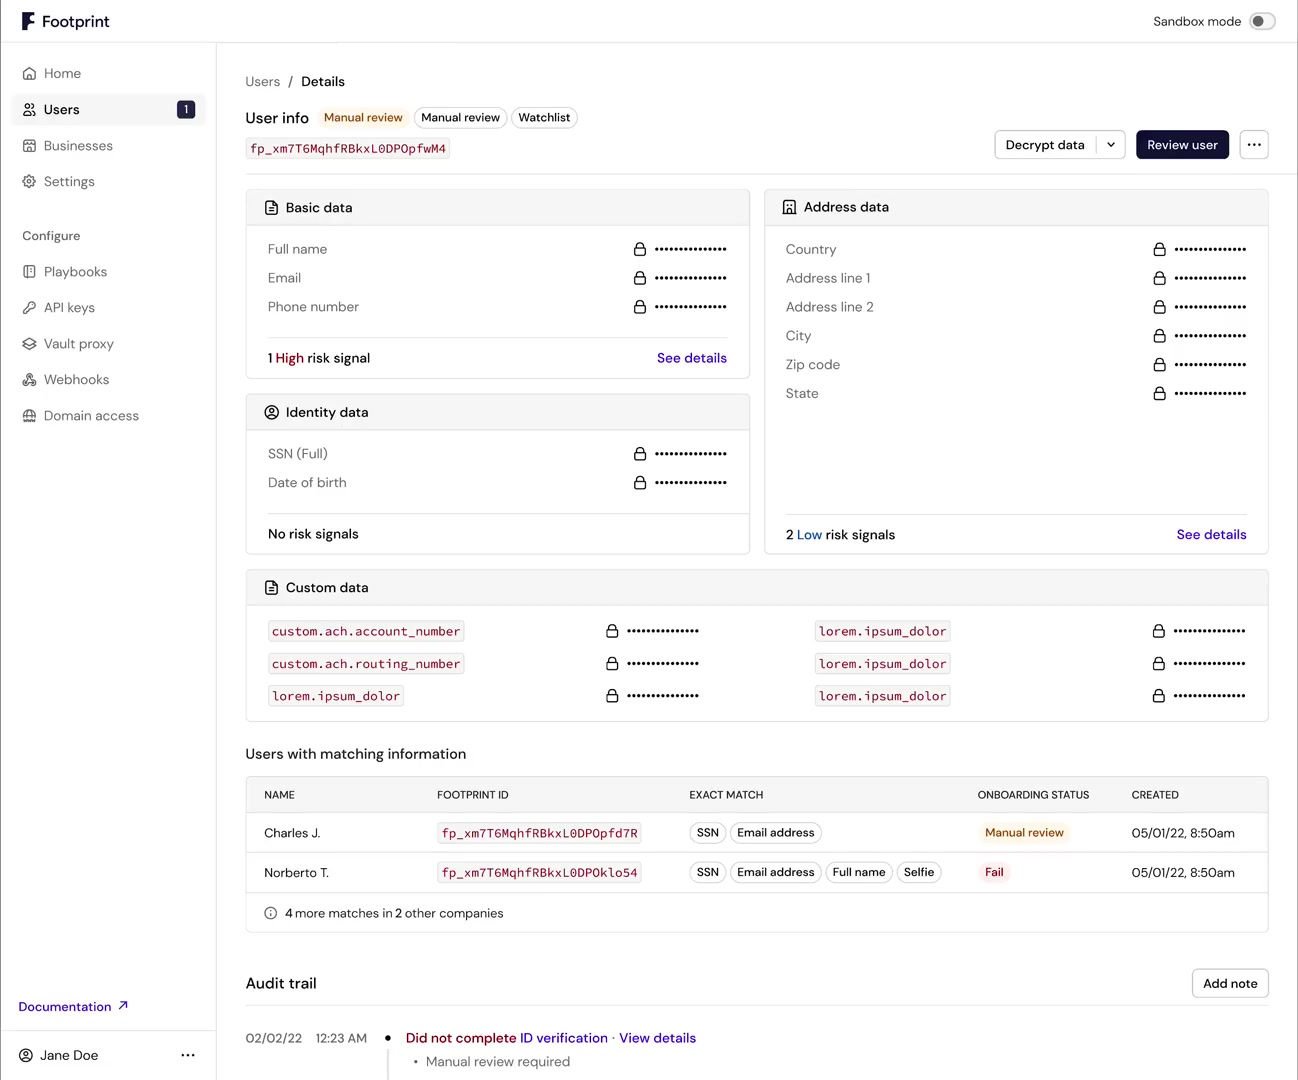 Footprint
Sandbox mode
Home
Users 1
Businesses
Settings
Configure
Playbooks
API keys
Vault proxy
Webhooks
Domain access
Documentation
Jane Doe
Users / Details
User info Manual review Manual review Watchlist
fp_xm7T6MqhfRBkxL0DPOpfwM4
Decrypt data Review user
Basic data
Full name
Email
Phone number
1 High risk signal See details
Identity data
SSN (Full)
Date of birth
No risk signals
Address data
Country
Address line 1
Address line 2
City
Zip code
State
2 Low risk signals See details
Custom data
custom.ach.account_number lorem.ipsum_dolor
custom.ach.routing_number lorem.ipsum_dolor
lorem.ipsum_dolor lorem.ipsum_dolor
Users with matching information
NAME FOOTPRINT ID EXACT MATCH ONBOARDING STATUS CREATED
Charles J. fp_xm7T6MqhfRBkxL0DPOpfd7R SSN Email address Manual review 05/01/22, 8:50am
Norberto T. fp_xm7T6MqhfRBkxL0DPOklo54 SSN Email address Full name Selfie Fail 05/01/22, 8:50am
4 more matches in 2 other companies
Audit trail Add note
02/02/22 12:23 AM • Did not complete ID verification · View details
• Manual review required